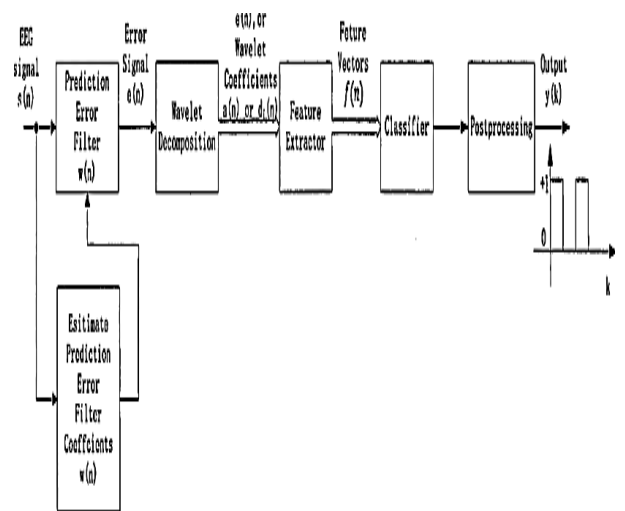 EEG
signal
s(n)
Prediction
Error
Filter
w(n)
Error
Signal
e(n)
Wavelet
Decomposition
e(n), or
Wavelet
Coefficients
a(n) or dᵢ(n)
Feature
Extractor
Feture
Vectors
f(n)
Classifier
Postprocessing
Output
y(k)
+1
0
k
Esitimate
Prediction
Error
Filter
Coeffcients
w(n)